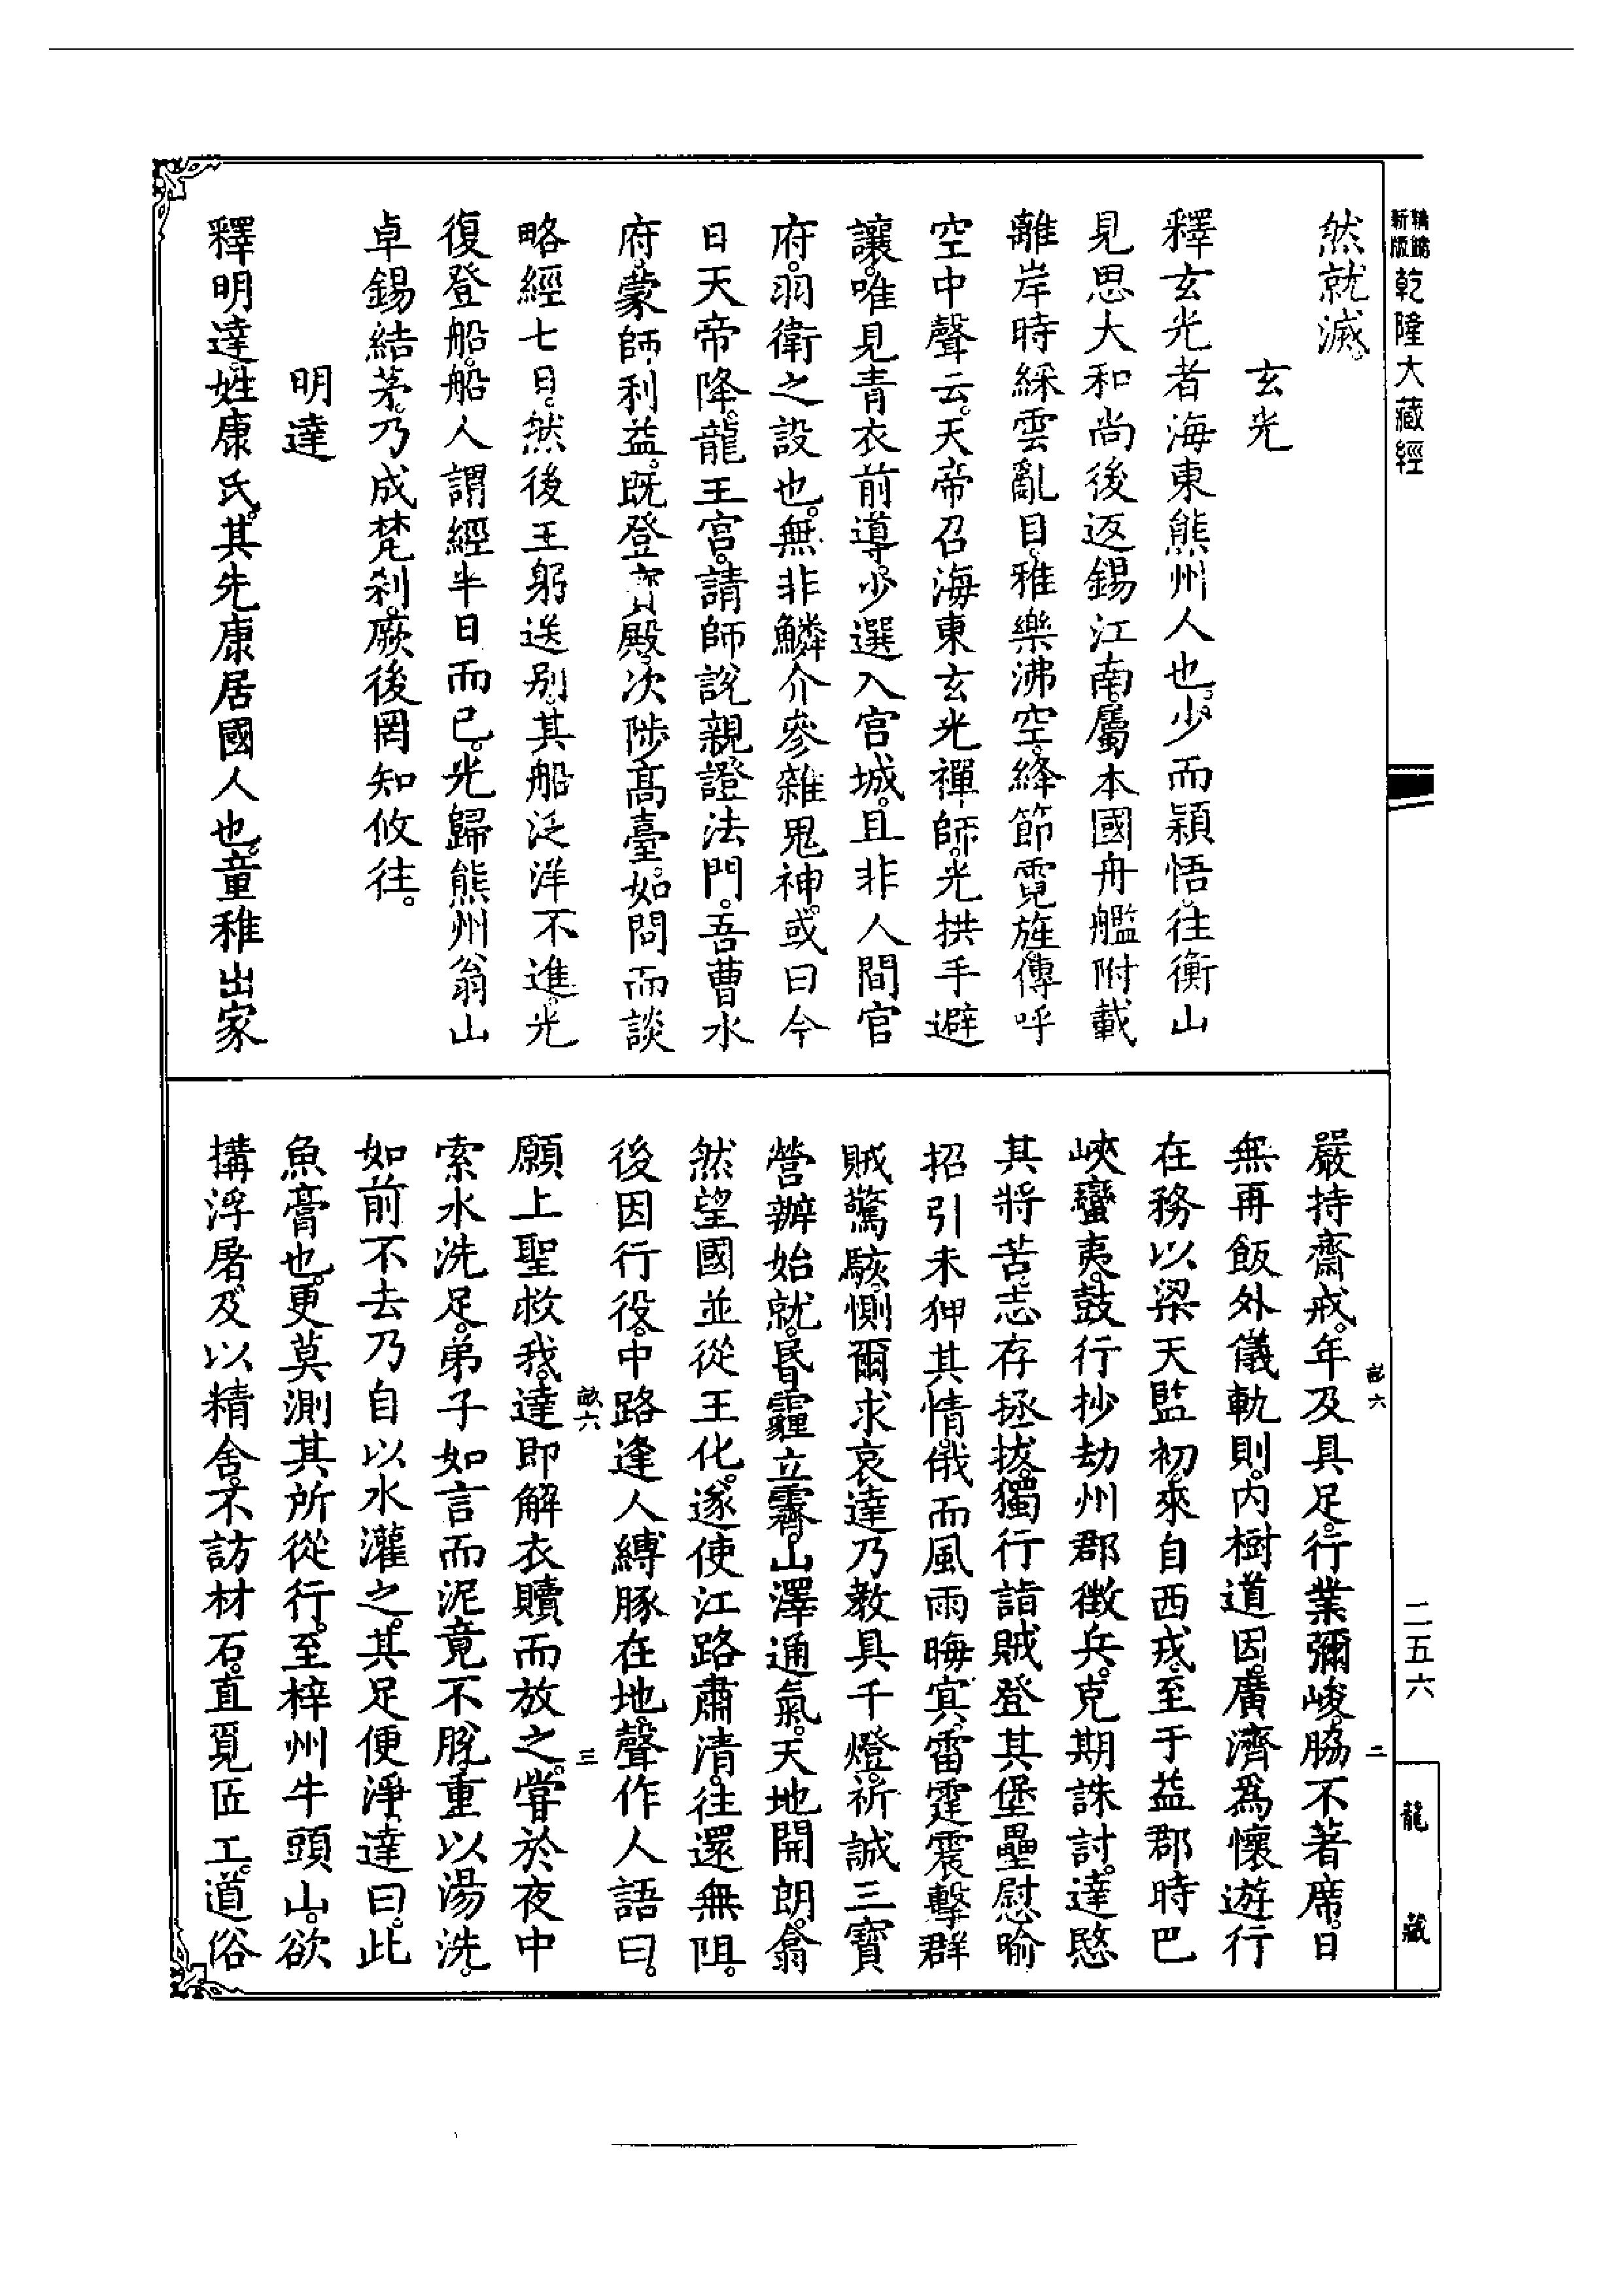 新版
乾隆大藏經
然就滅。
玄光
釋玄光者海東熊州人也。少而穎悟。往衡山
見思大和尚後返錫江南。屬本國舟艦附載
離岸時綵雲亂目。雅樂沸空。絳節霓旌。傳呼
空中聲云。天帝召海東玄光禪師。光拱手避
讓。唯見青衣前導。少選入宮城。且非人間官
府。羽衛之設也。無非鱗介參雜鬼神。或曰今
日天帝降。龍王宮。請師說親證法門。吾曹水
府。蒙師利益。既登寶殿。次陟高臺。如問而談
略經七日。然後王躬送别。其船泛洋不進。光
復登船。船人謂經半日而已。光歸熊州翁山
卓錫結茅。乃成梵刹。厥後罔知攸往。
明達
釋明達。姓康氏。其先康居國人也。童稚出家
嚴持齋戒。年及具足。行業彌峻。脇不著席。日
無再飯外儀軌則。內樹道因。廣濟爲懷遊行
在務以梁天監初。來自西戎。至于益郡時巴
峽蠻夷。鼓行抄劫州郡徵兵。克期誅討。達愍
其將苦。志存拯拔。獨行詣賊登其堡壘慰喻
招引未狎其情。俄而風雨晦冥。雷霆震擊群
賊驚駭。惻爾求哀達乃教具千燈。祈誠三寶
營辦始就。昏霾立霽。山澤通氣。天地開朗。翕
然望國並從王化。遂使江路肅清。往還無阻。
後因行役。中路逢人縛豚在地。聲作人語曰。
願上聖救我。達即解衣贖而放之。嘗於夜中
索水洗足。弟子如言而泥竟不脫。重以湯洗。
如前不去乃自以水灌之。其足便淨。達曰。此
魚膏也。更莫測其所從行。至梓州牛頭山。欲
搆浮屠。及以精舍。不訪材石。直覓匠工。道俗
二
三
二五六
龍藏